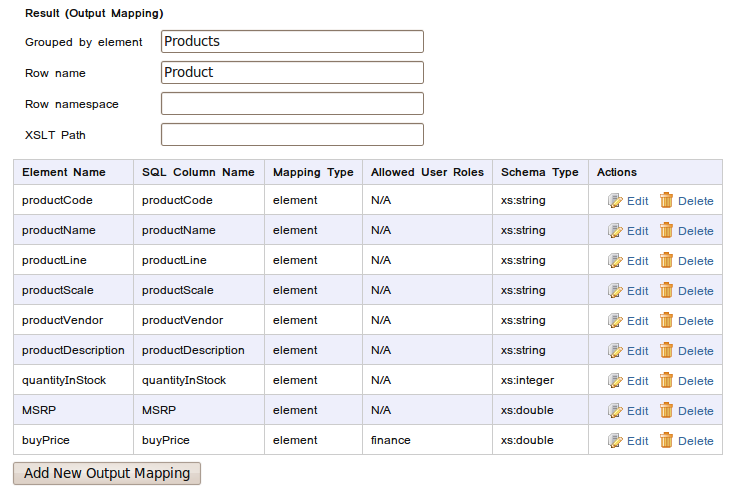 Result (Output Mapping)
Grouped by element Products
Row name Product
Row namespace
XSLT Path
Element Name SQL Column Name Mapping Type Allowed User Roles Schema Type Actions
productCode productCode element N/A xs:string Edit Delete
productName productName element N/A xs:string Edit Delete
productLine productLine element N/A xs:string Edit Delete
productScale productScale element N/A xs:string Edit Delete
productVendor productVendor element N/A xs:string Edit Delete
productDescription productDescription element N/A xs:string Edit Delete
quantityInStock quantityInStock element N/A xs:integer Edit Delete
MSRP MSRP element N/A xs:double Edit Delete
buyPrice buyPrice element finance xs:double Edit Delete
Add New Output Mapping